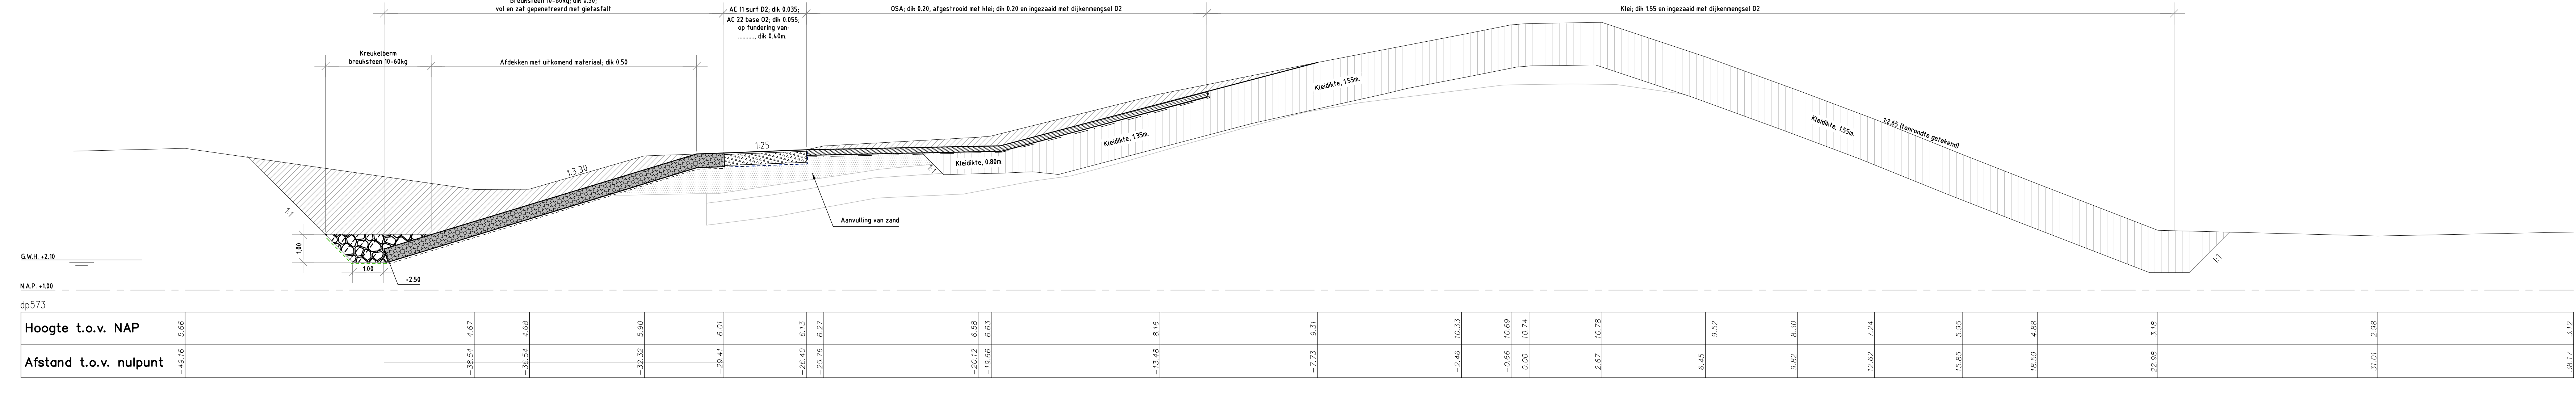 breuksteen 10-60kg; dik 0.50;
vol en zat gepenetreerd met gietasfalt
AC 11 surf D2; dik 0.035;
AC 22 base O2; dik 0.055;
op fundering van:
.........., dik 0.40m.
OSA; dik 0.20, afgestrooid met klei; dik 0.20 en ingezaaid met dijkenmengsel D2
Klei; dik 1.55 en ingezaaid met dijkenmengsel D2
Kreukelberm
breuksteen 10-60kg
Afdekken met uitkomend materiaal; dik 0.50
Kleidikte, 1.55m.
Kleidikte, 1.35m.
Kleidikte, 0.80m.
Kleidikte, 1.55m.
1:2.65 (tonrondte getekend)
1:25
1:3.30
1:1
1:1
1:1
Aanvulling van zand
1.00
1.00
+2.50
G.W.H. +2.10
N.A.P. +1.00
dp573
Hoogte t.o.v. NAP 5.66 4.67 4.68 5.90 6.01 6.13 6.27 6.58 6.63 8.16 9.31 10.33 10.69 10.74 10.78 9.52 8.30 7.24 5.95 4.88 3.18 2.98 3.12
Afstand t.o.v. nulpunt -49.16 -38.54 -36.54 -32.32 -29.41 -26.40 -25.76 -20.12 -19.66 -13.48 -7.73 -2.46 -0.66 0.00 2.67 6.45 9.82 12.62 15.85 18.59 22.98 31.01 38.17